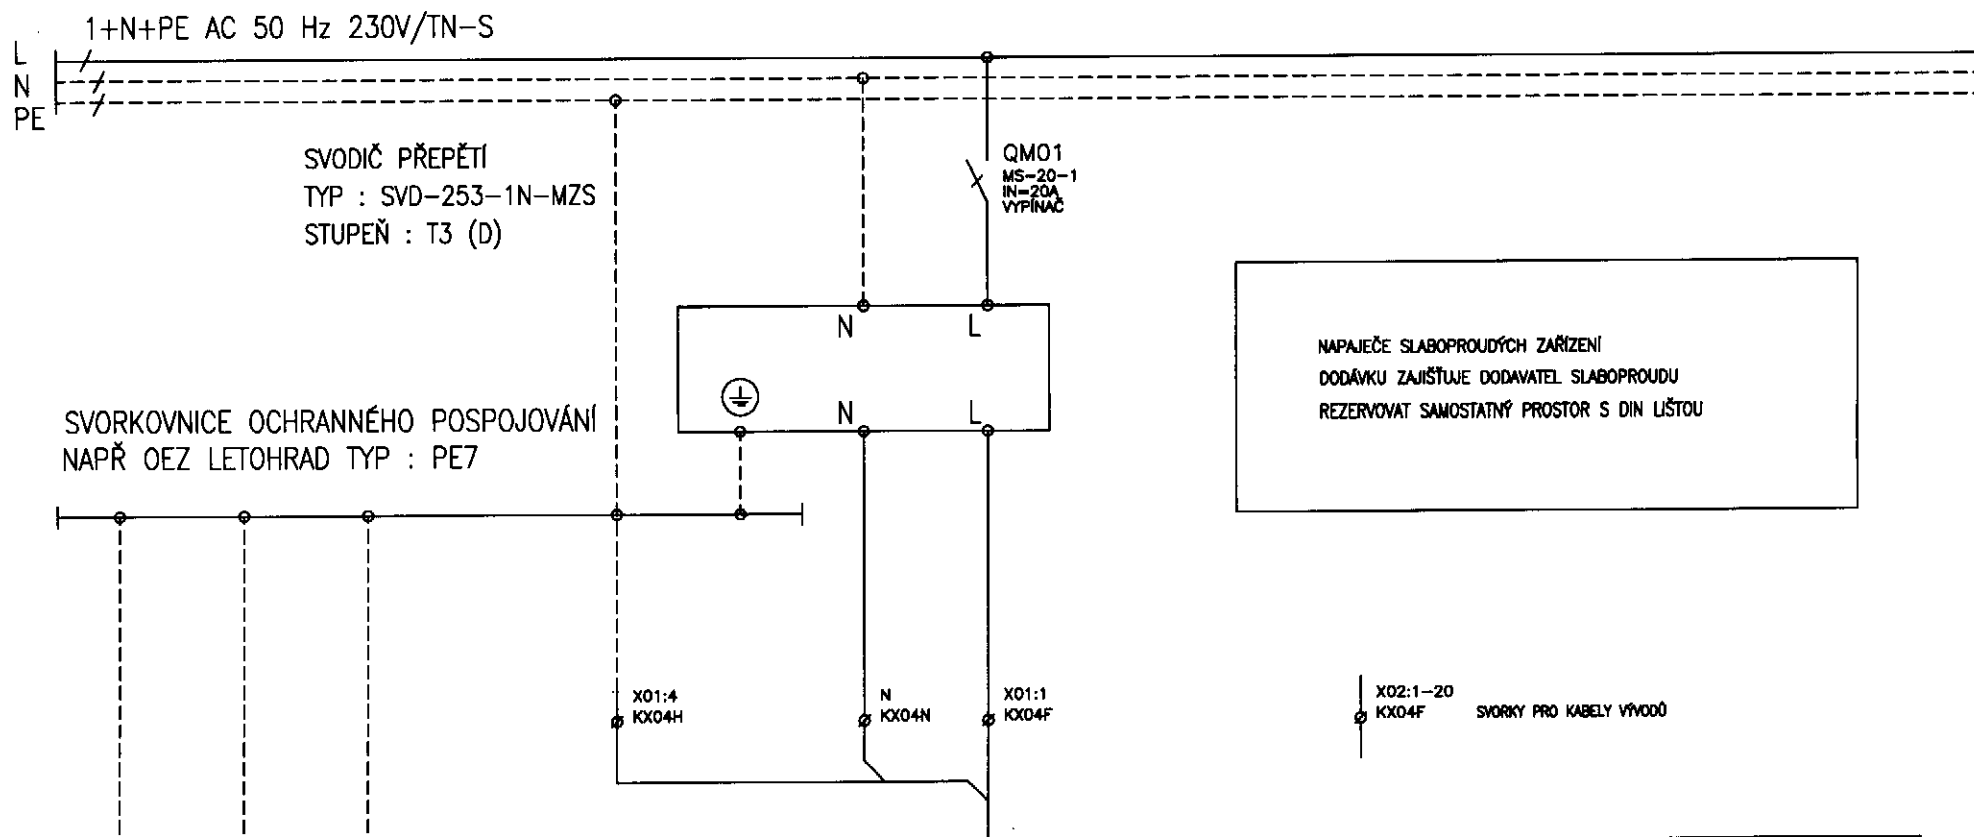 1+N+PE AC 50 Hz 230V/TN-S
L
N
PE
SVODIČ PŘEPĚTÍ
TYP : SVD-253-1N-MZS
STUPEŇ : T3 (D)
QM01
MS-20-1
IN=20A
VYPÍNAČ
N L
N L
NAPAJEČE SLABOPROUDÝCH ZAŘÍZENÍ
DODÁVKU ZAJIŠŤUJE DODAVATEL SLABOPROUDU
REZERVOVAT SAMOSTATNÝ PROSTOR S DIN LIŠTOU
SVORKOVNICE OCHRANNÉHO POSPOJOVÁNÍ
NAPŘ OEZ LETOHRAD TYP : PE7
X01:4
KX04H
N
KX04N
X01:1
KX04F
X02:1-20
KX04F
SVORKY PRO KABELY VÝVODŮ